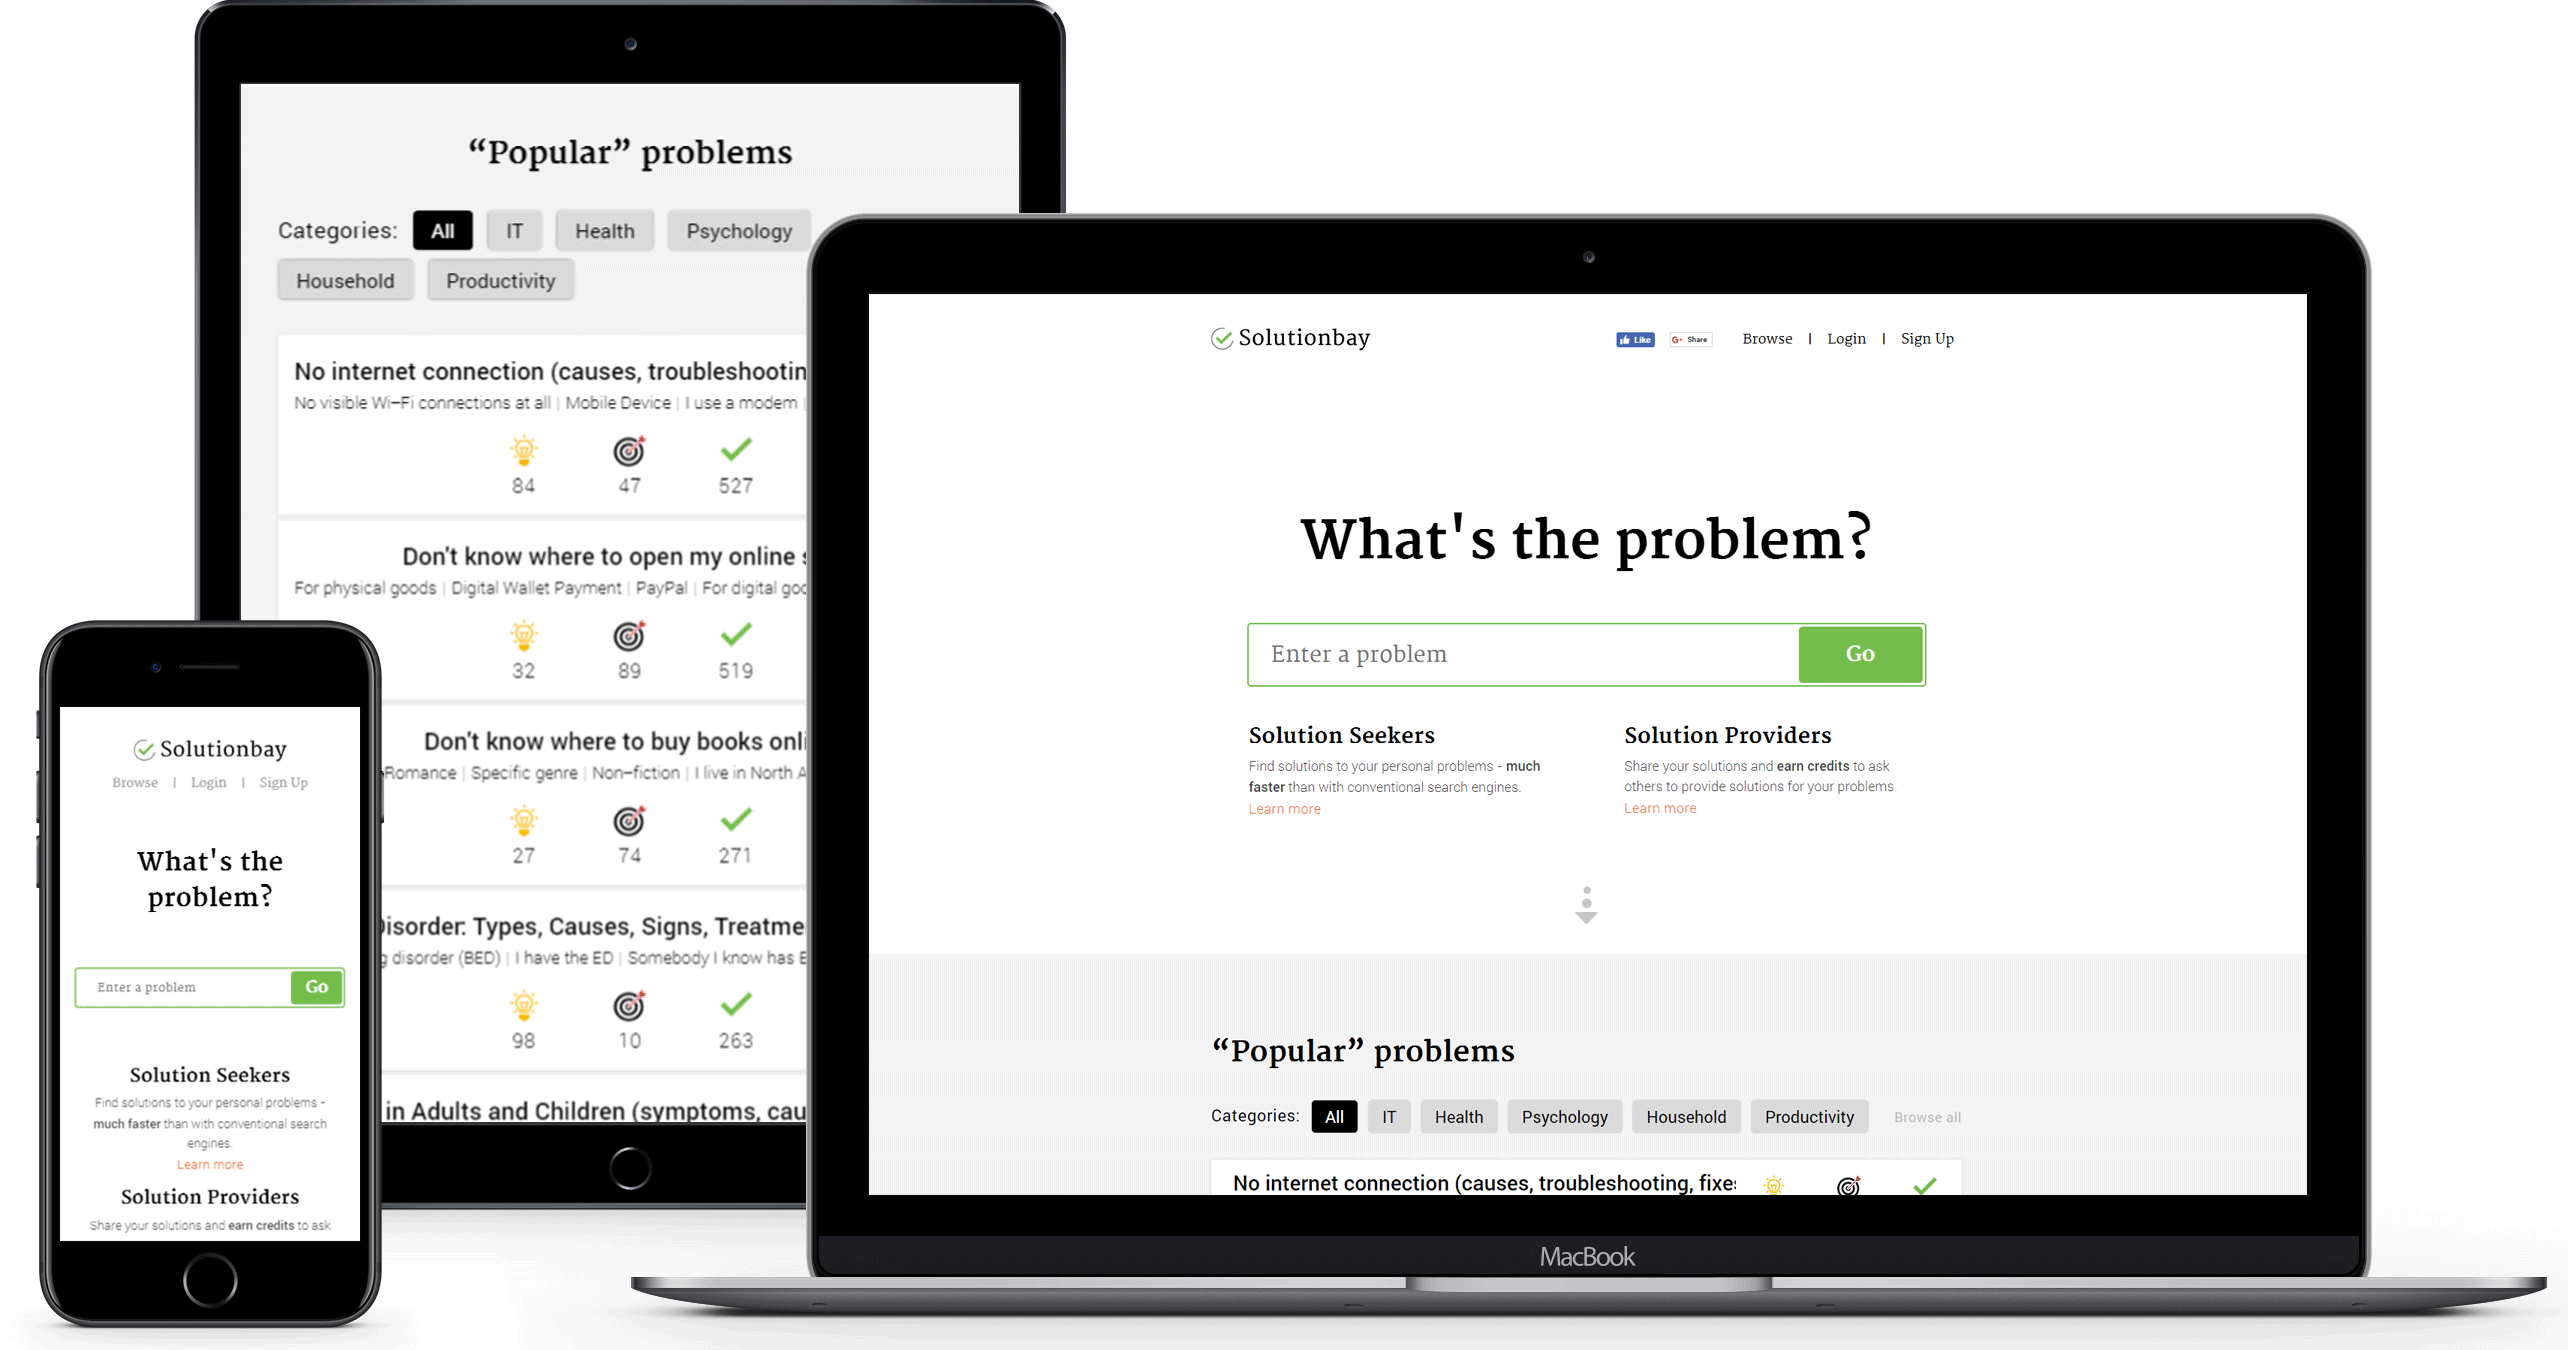 “Popular” problems
Categories: All IT Health Psychology
Household Productivity
No internet connection (causes, troubleshootin
No visible Wi-Fi connections at all | Mobile Device | I use a modem |
84 47 527
Don't know where to open my online s
For physical goods | Digital Wallet Payment | PayPal | For digital goo
32 89 519
Don't know where to buy books onli
Romance | Specific genre | Non-fiction | I live in North A
27 74 271
Disorder: Types, Causes, Signs, Treatme
g disorder (BED) | I have the ED | Somebody I know has E
98 10 263
in Adults and Children (symptoms, cau
Solutionbay
Browse | Login | Sign Up
What's the
problem?
Enter a problem Go
Solution Seekers
Find solutions to your personal problems -
much faster than with conventional search
engines.
Learn more
Solution Providers
Share your solutions and earn credits to ask
Solutionbay Like G+ Share Browse | Login | Sign Up
What's the problem?
Enter a problem Go
Solution Seekers
Find solutions to your personal problems - much
faster than with conventional search engines.
Learn more
Solution Providers
Share your solutions and earn credits to ask
others to provide solutions for your problems.
Learn more
“Popular” problems
Categories: All IT Health Psychology Household Productivity Browse all
No internet connection (causes, troubleshooting, fixes
MacBook